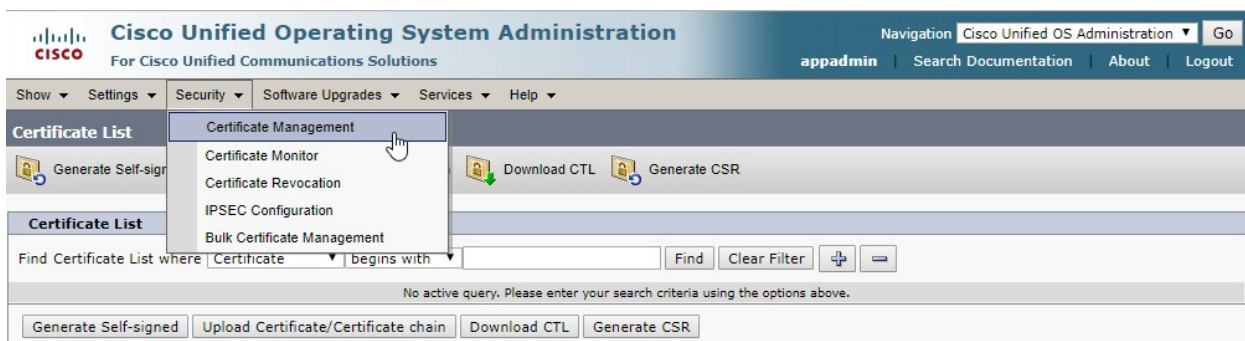 Cisco Unified Operating System Administration
For Cisco Unified Communications Solutions
CISCO
Navigation Cisco Unified OS Administration Go
appadmin Search Documentation About Logout
Show Settings Security Software Upgrades Services Help
Certificate List
Certificate Management
Certificate Monitor
Certificate Revocation
IPSEC Configuration
Bulk Certificate Management
Generate Self-sign Download CTL Generate CSR
Certificate List
Find Certificate List where Certificate begins with Find Clear Filter
No active query. Please enter your search criteria using the options above.
Generate Self-signed Upload Certificate/Certificate chain Download CTL Generate CSR